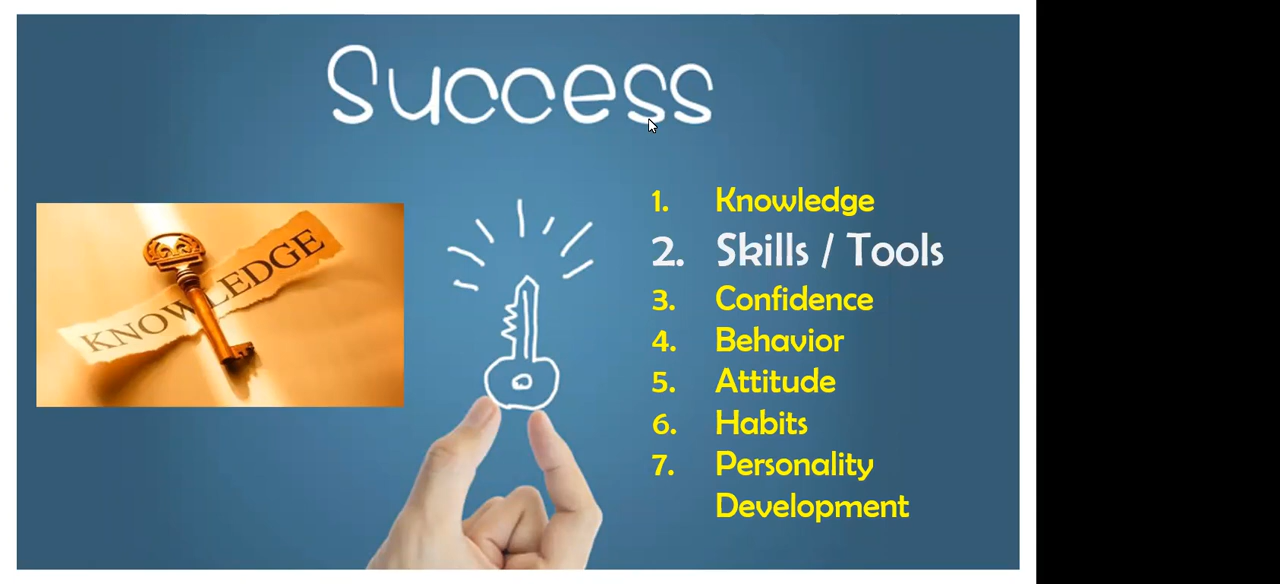 Success
KNOWLEDGE
1. Knowledge
2. Skills / Tools
3. Confidence
4. Behavior
5. Attitude
6. Habits
7. Personality
Development